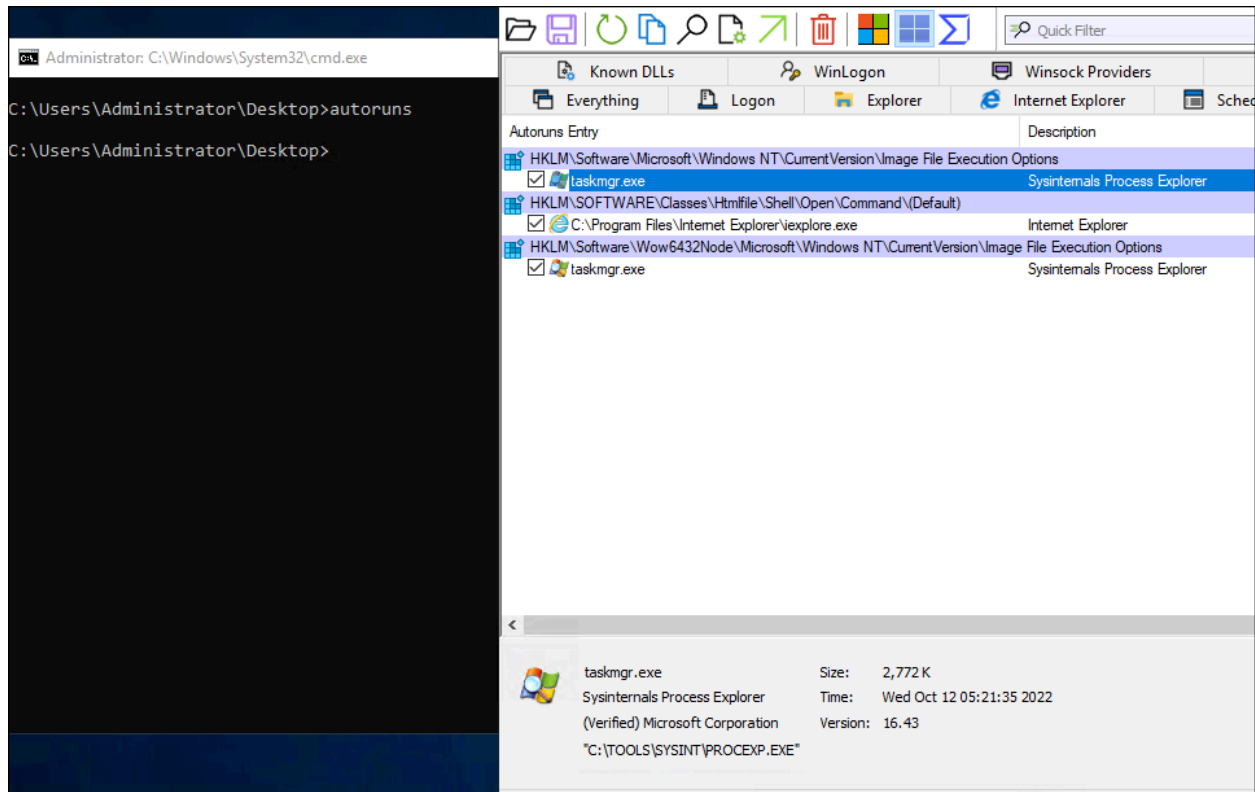 Administrator: C:\Windows\System32\cmd.exe
C:\Users\Administrator\Desktop>autoruns
C:\Users\Administrator\Desktop>
Quick Filter
Known DLLs WinLogon Winsock Providers
Everything Logon Explorer Internet Explorer Sched
Autoruns Entry Description
HKLM\Software\Microsoft\Windows NT\CurrentVersion\Image File Execution Options
taskmgr.exe Sysinternals Process Explorer
HKLM\SOFTWARE\Classes\Htmlfile\Shell\Open\Command\(Default)
C:\Program Files\Internet Explorer\iexplore.exe Internet Explorer
HKLM\Software\Wow6432Node\Microsoft\Windows NT\CurrentVersion\Image File Execution Options
taskmgr.exe Sysinternals Process Explorer
taskmgr.exe Size: 2,772 K
Sysinternals Process Explorer Time: Wed Oct 12 05:21:35 2022
(Verified) Microsoft Corporation Version: 16.43
"C:\TOOLS\SYSINT\PROCEXP.EXE"